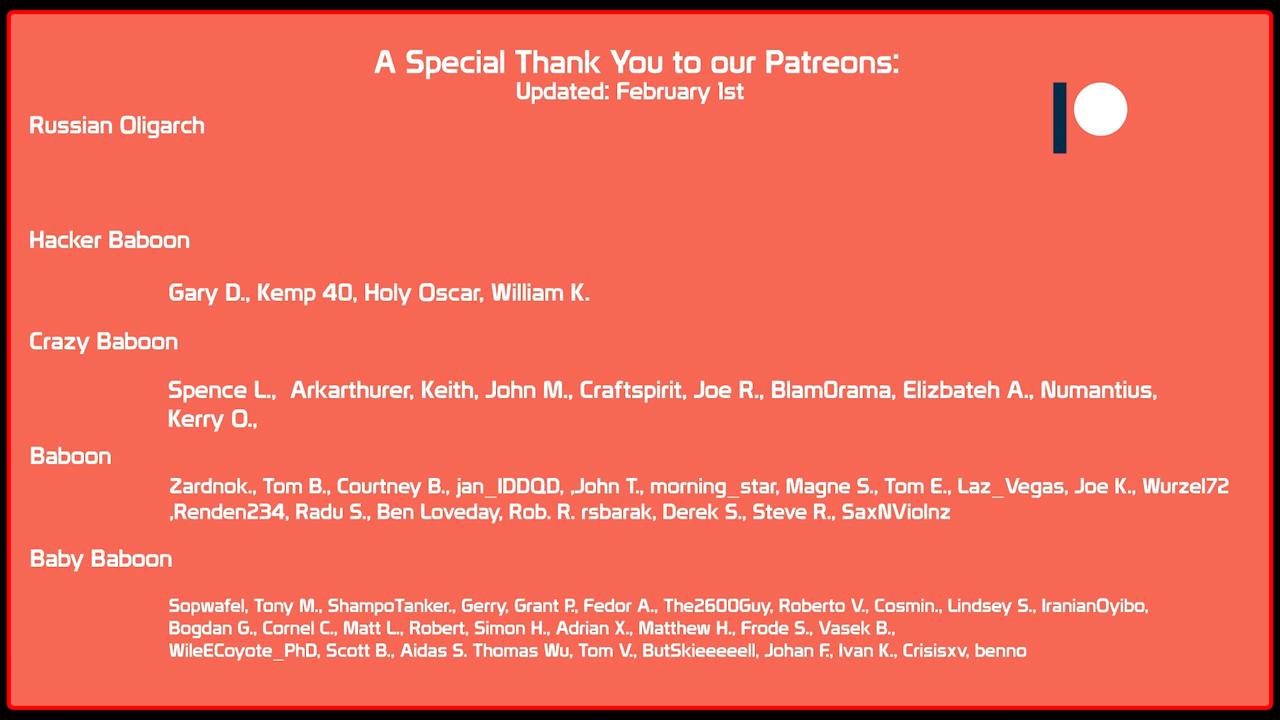 A Special Thank You to our Patreons:
Updated: February 1st
Russian Oligarch
Hacker Baboon
Gary D., Kemp 40, Holy Oscar, William K.
Crazy Baboon
Spence L.,  Arkarthurer, Keith, John M., Craftspirit, Joe R., Blam0rama, Elizbateh A., Numantius,
Kerry O.,
Baboon
Zardnok., Tom B., Courtney B., jan_IDDQD, ,John T., morning_star, Magne S., Tom E., Laz_Vegas, Joe K., Wurzel72
,Renden234, Radu S., Ben Loveday, Rob. R. rsbarak, Derek S., Steve R., SaxNViolnz
Baby Baboon
Sopwafel, Tony M., ShampoTanker., Gerry, Grant P., Fedor A., The2600Guy, Roberto V., Cosmin., Lindsey S., IranianOyibo,
Bogdan G., Cornel C., Matt L., Robert, Simon H., Adrian X., Matthew H., Frode S., Vasek B.,
WileECoyote_PhD, Scott B., Aidas S. Thomas Wu, Tom V., ButSkieeeeell, Johan F., Ivan K., Crisisxv, benno